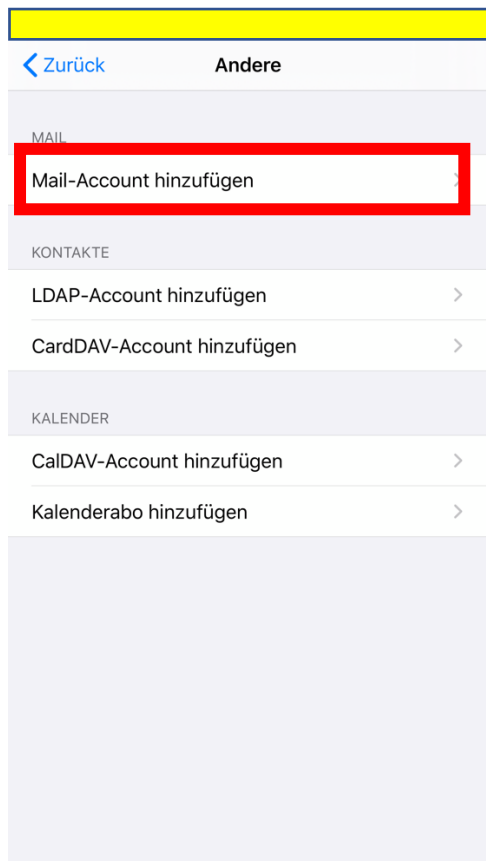 Zurück
Andere
MAIL
Mail-Account hinzufügen
KONTAKTE
LDAP-Account hinzufügen
CardDAV-Account hinzufügen
KALENDER
CalDAV-Account hinzufügen
Kalenderabo hinzufügen